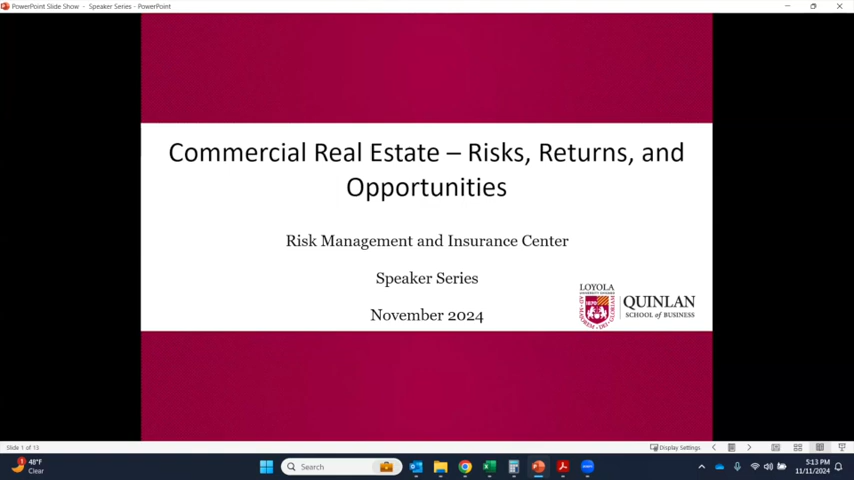 PowerPoint Slide Show - Speaker Series - PowerPoint
Commercial Real Estate – Risks, Returns, and
Opportunities
Risk Management and Insurance Center
Speaker Series
November 2024
LOYOLA
QUINLAN
SCHOOL of BUSINESS
Slide 1 of 15
Display Settings
1
48°F
Clear
Search
5:13 PM
11/11/2024